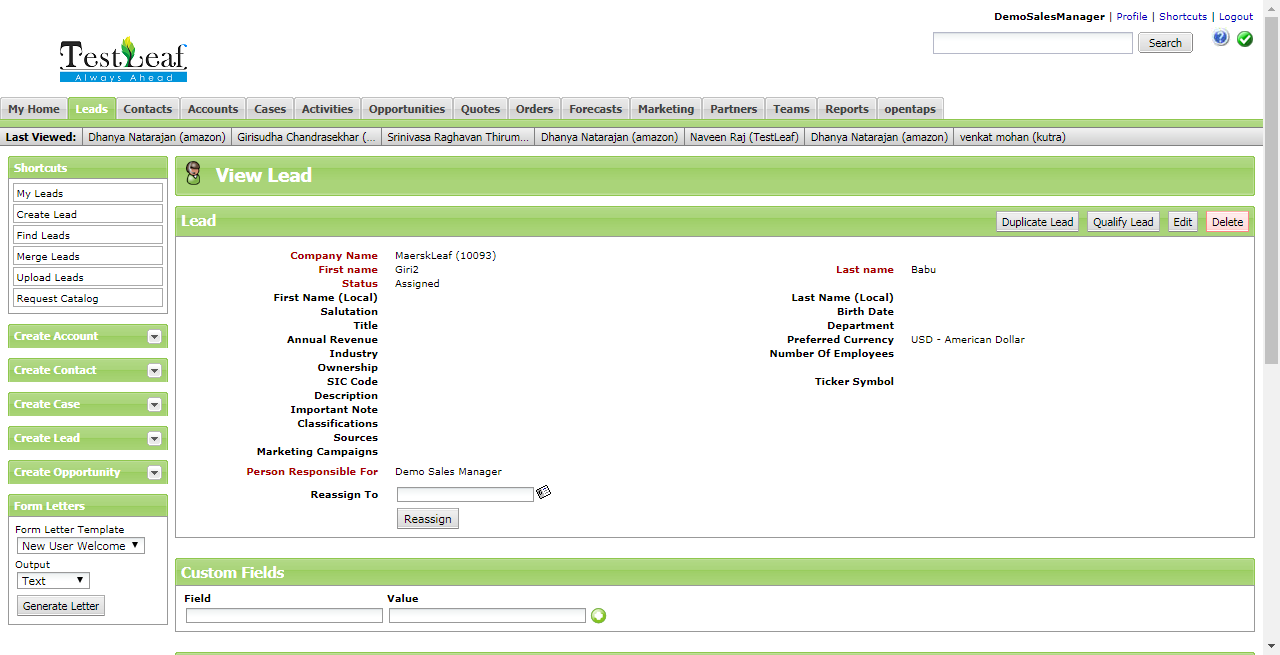 DemoSalesManager | Profile | Shortcuts | Logout
TestLeaf
Always Ahead
Search
My Home Leads Contacts Accounts Cases Activities Opportunities Quotes Orders Forecasts Marketing Partners Teams Reports opentaps
Last Viewed: Dhanya Natarajan (amazon) Girisudha Chandrasekhar (... Srinivasa Raghavan Thirum... Dhanya Natarajan (amazon) Naveen Raj (TestLeaf) Dhanya Natarajan (amazon) venkat mohan (kutra)
Shortcuts
My Leads
Create Lead
Find Leads
Merge Leads
Upload Leads
Request Catalog
Create Account
Create Contact
Create Case
Create Lead
Create Opportunity
Form Letters
Form Letter Template
New User Welcome
Output
Text
Generate Letter
View Lead
Lead Duplicate Lead Qualify Lead Edit Delete
Company Name MaerskLeaf (10093)
First name Giri2 Last name Babu
Status Assigned
First Name (Local) Last Name (Local)
Salutation Birth Date
Title Department
Annual Revenue Preferred Currency USD - American Dollar
Industry Number Of Employees
Ownership
SIC Code Ticker Symbol
Description
Important Note
Classifications
Sources
Marketing Campaigns
Person Responsible For Demo Sales Manager
Reassign To
Reassign
Custom Fields
Field Value